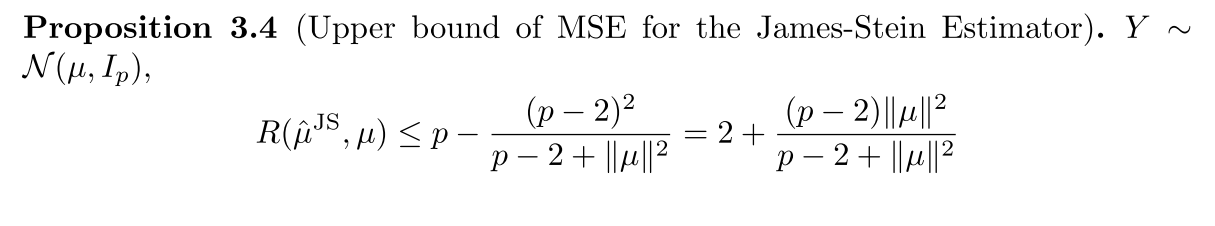 Proposition 3.4 (Upper bound of MSE for the James-Stein Estimator). Y ∼
𝒩(μ, I_p),
R(μ̂^JS, μ) ≤ p − (p − 2)²/(p − 2 + ‖μ‖²) = 2 + (p − 2)‖μ‖²/(p − 2 + ‖μ‖²)